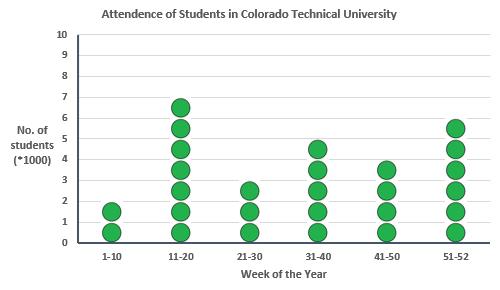 Attendence of Students in Colorado Technical University
10
9
8
7
6
5
4
3
2
1
0
No. of
students
(*1000)
1-10 11-20 21-30 31-40 41-50 51-52
Week of the Year